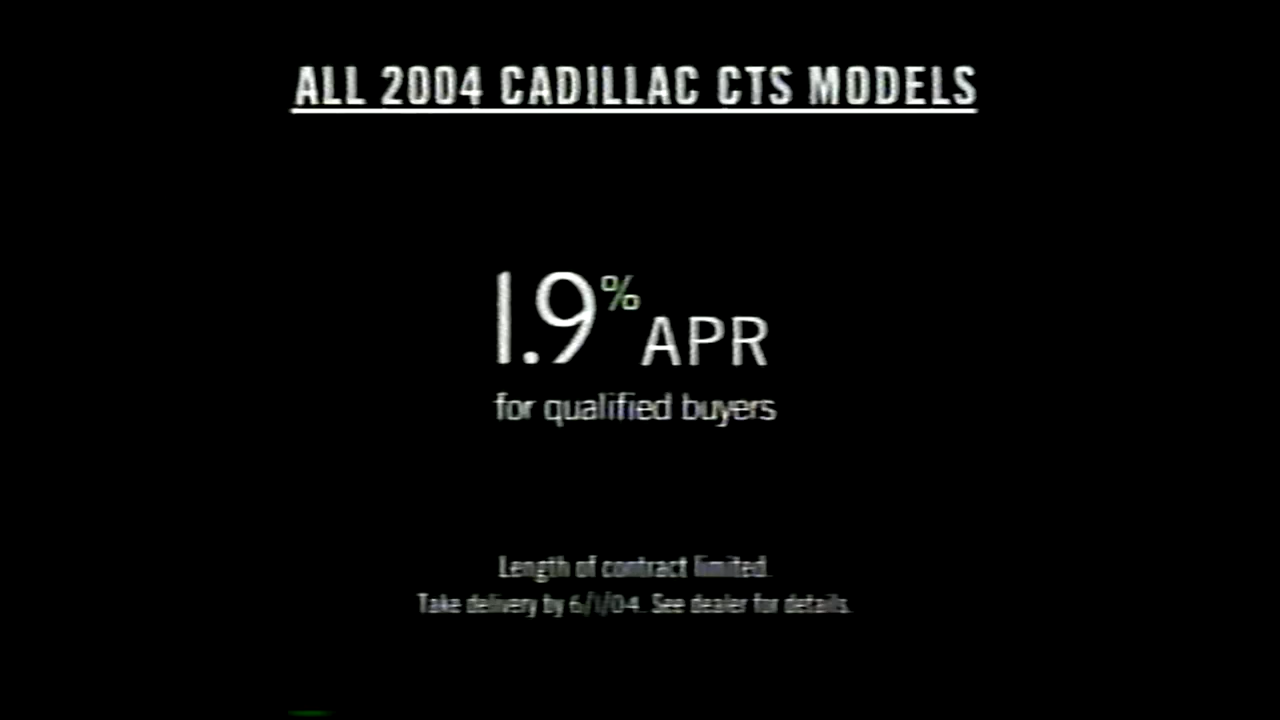 ALL 2004 CADILLAC CTS MODELS
1.9% APR
for qualified buyers
Length of contract limited.
Take delivery by 6/1/04. See dealer for details.